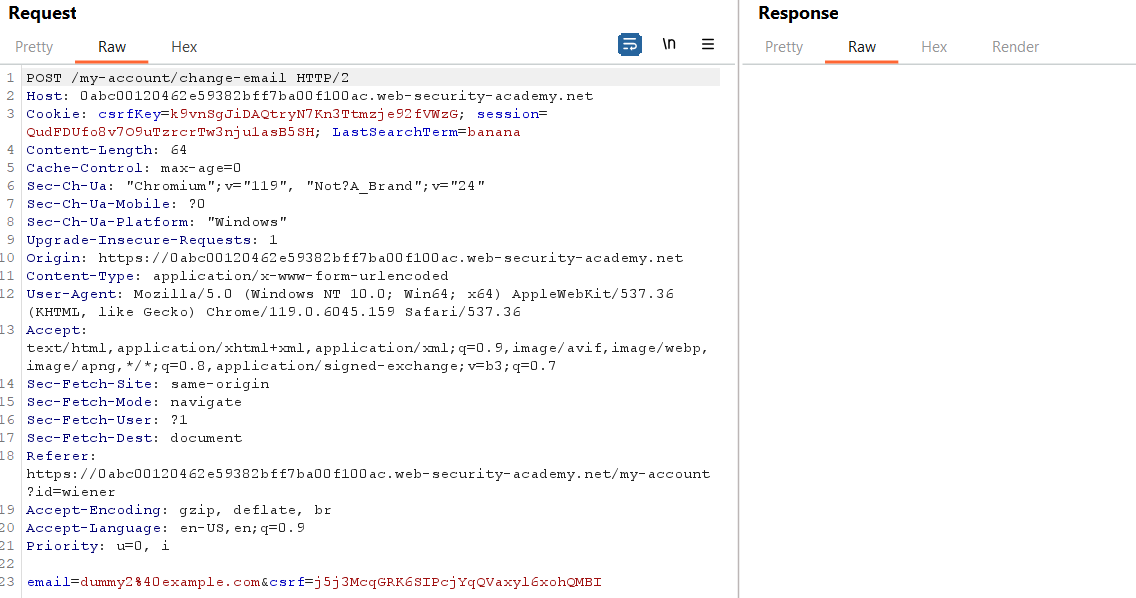 Request
Pretty Raw Hex
\n
1 POST /my-account/change-email HTTP/2
2 Host: 0abc00120462e59382bff7ba00f100ac.web-security-academy.net
3 Cookie: csrfKey=k9vnSgJiDAQtryN7Kn3Ttmzje92fVWzG; session=
QudFDUfo8v7O9uTzrcrTw3njulasB5SH; LastSearchTerm=banana
4 Content-Length: 64
5 Cache-Control: max-age=0
6 Sec-Ch-Ua: "Chromium";v="119", "Not?A_Brand";v="24"
7 Sec-Ch-Ua-Mobile: ?0
8 Sec-Ch-Ua-Platform: "Windows"
9 Upgrade-Insecure-Requests: 1
10 Origin: https://0abc00120462e59382bff7ba00f100ac.web-security-academy.net
11 Content-Type: application/x-www-form-urlencoded
12 User-Agent: Mozilla/5.0 (Windows NT 10.0; Win64; x64) AppleWebKit/537.36
(KHTML, like Gecko) Chrome/119.0.6045.159 Safari/537.36
13 Accept:
text/html,application/xhtml+xml,application/xml;q=0.9,image/avif,image/webp,
image/apng,*/*;q=0.8,application/signed-exchange;v=b3;q=0.7
14 Sec-Fetch-Site: same-origin
15 Sec-Fetch-Mode: navigate
16 Sec-Fetch-User: ?1
17 Sec-Fetch-Dest: document
18 Referer:
https://0abc00120462e59382bff7ba00f100ac.web-security-academy.net/my-account
?id=wiener
19 Accept-Encoding: gzip, deflate, br
20 Accept-Language: en-US,en;q=0.9
21 Priority: u=0, i
22
23 email=dummy2%40example.com&csrf=j5j3McqGRK6SIPcjYqQVaxyl6xohQMBI
Response
Pretty Raw Hex Render